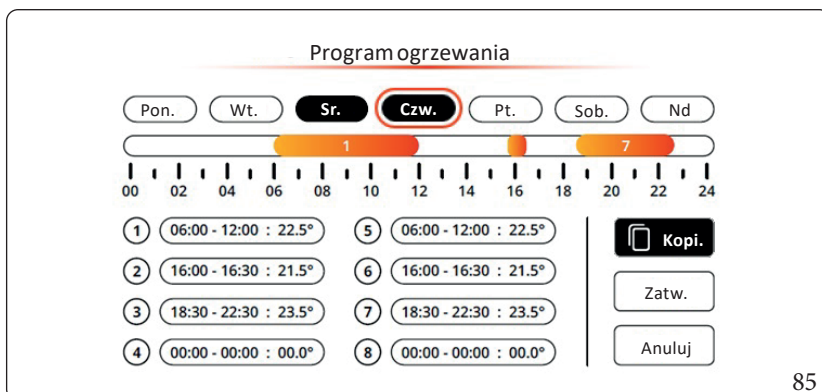 Program ogrzewania
Pon. Wt. Sr. Czw. Pt. Sob. Nd
1 7
00 02 04 06 08 10 12 14 16 18 20 22 24
1 06:00 - 12:00 : 22.5° 5 06:00 - 12:00 : 22.5° Kopi.
2 16:00 - 16:30 : 21.5° 6 16:00 - 16:30 : 21.5°
Zatw.
3 18:30 - 22:30 : 23.5° 7 18:30 - 22:30 : 23.5°
4 00:00 - 00:00 : 00.0° 8 00:00 - 00:00 : 00.0° Anuluj
85